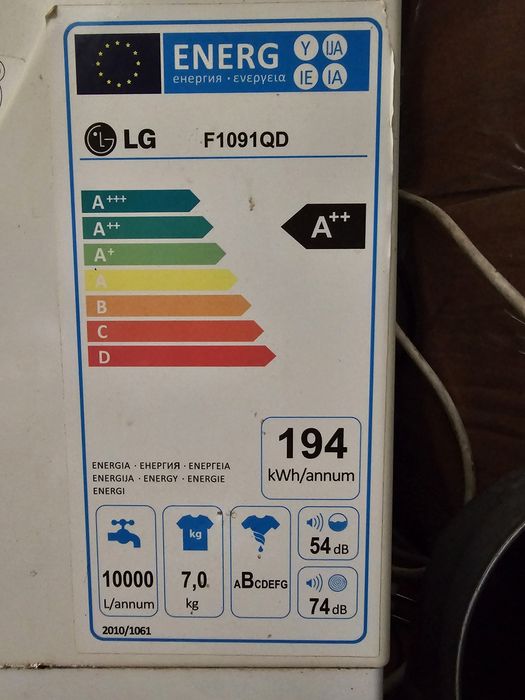 ENERG Y IJA
енергия · ενεργεια IE IA
LG F1091QD
A+++
A++
A++
A+
A
B
C
D
194
kWh/annum
ENERGIA · ЕНЕРГИЯ · ΕΝΕΡΓΕΙΑ
ENERGIJA · ENERGY · ENERGIE
ENERGI
10000
L/annum
kg
7,0
kg
ABCDEFG
54 dB
74 dB
2010/1061